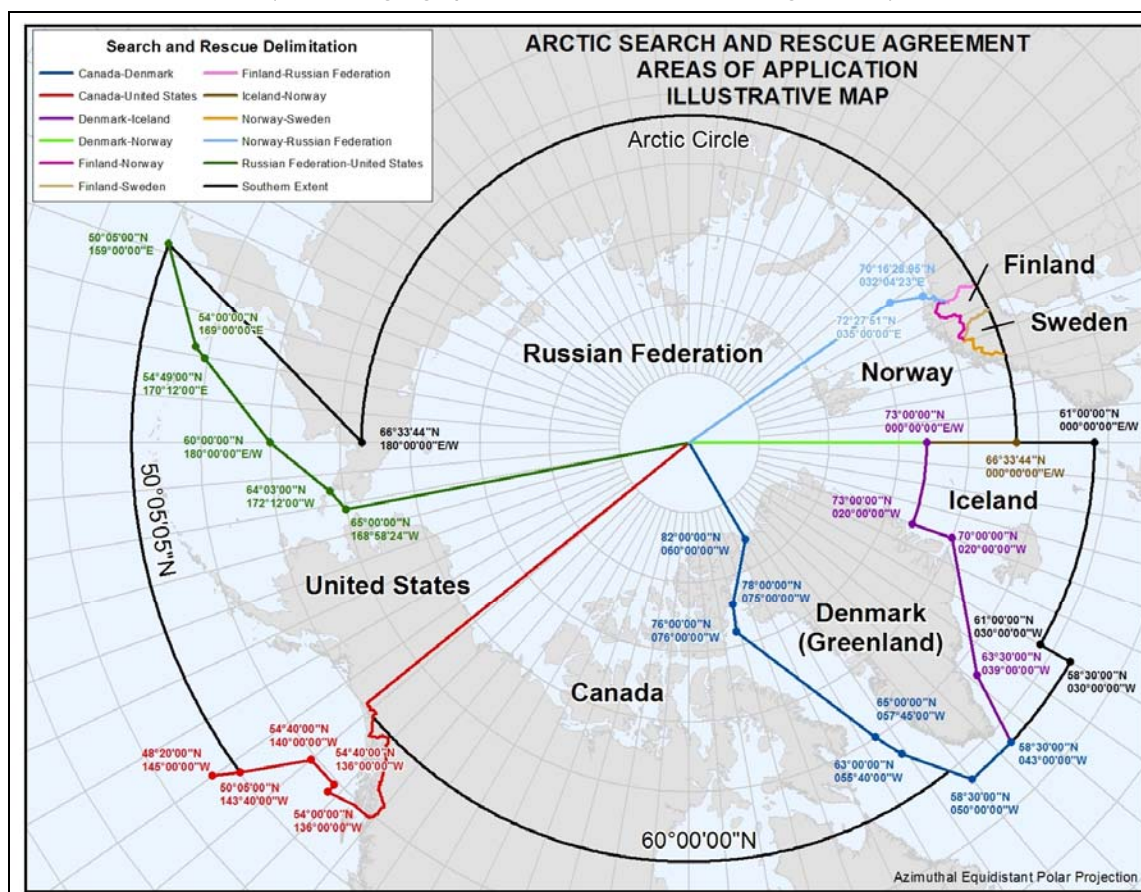 ARCTIC SEARCH AND RESCUE AGREEMENT
AREAS OF APPLICATION
ILLUSTRATIVE MAP
Search and Rescue Delimitation
Canada-Denmark
Canada-United States
Denmark-Iceland
Denmark-Norway
Finland-Norway
Finland-Sweden
Finland-Russian Federation
Iceland-Norway
Norway-Sweden
Norway-Russian Federation
Russian Federation-United States
Southern Extent
Arctic Circle
50°05'00"N
159°00'00"E
54°00'00"N
169°00'00"E
54°49'00"N
170°12'00"E
60°00'00"N
180°00'00"E/W
64°03'00"N
172°12'00"W
65°00'00"N
168°58'24"W
66°33'44"N
180°00'00"E/W
50°05'05"N
Russian Federation
70°16'28.95"N
032°04'23"E
72°27'51"N
035°00'00"E
Finland
Sweden
Norway
73°00'00"N
000°00'00"E/W
61°00'00"N
000°00'00"E/W
66°33'44"N
000°00'00"E/W
Iceland
73°00'00"N
020°00'00"W
70°00'00"N
020°00'00"W
82°00'00"N
060°00'00"W
78°00'00"N
075°00'00"W
76°00'00"N
076°00'00"W
Denmark
(Greenland)
61°00'00"N
030°00'00"W
58°30'00"N
030°00'00"W
63°30'00"N
039°00'00"W
United States
Canada
65°00'00"N
057°45'00"W
63°00'00"N
055°40'00"W
58°30'00"N
043°00'00"W
58°30'00"N
050°00'00"W
48°20'00"N
145°00'00"W
50°05'00"N
143°40'00"W
54°40'00"N
140°00'00"W
54°40'00"N
136°00'00"W
54°00'00"N
136°00'00"W
60°00'00"N
Azimuthal Equidistant Polar Projection